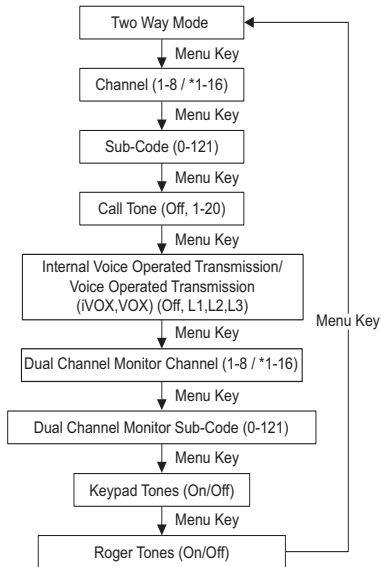 Two Way Mode
Menu Key
Channel (1-8 / *1-16)
Menu Key
Sub-Code (0-121)
Menu Key
Call Tone (Off, 1-20)
Menu Key
Internal Voice Operated Transmission/
Voice Operated Transmission
(iVOX,VOX) (Off, L1,L2,L3)
Menu Key
Menu Key
Dual Channel Monitor Channel (1-8 / *1-16)
Menu Key
Dual Channel Monitor Sub-Code (0-121)
Menu Key
Keypad Tones (On/Off)
Menu Key
Roger Tones (On/Off)